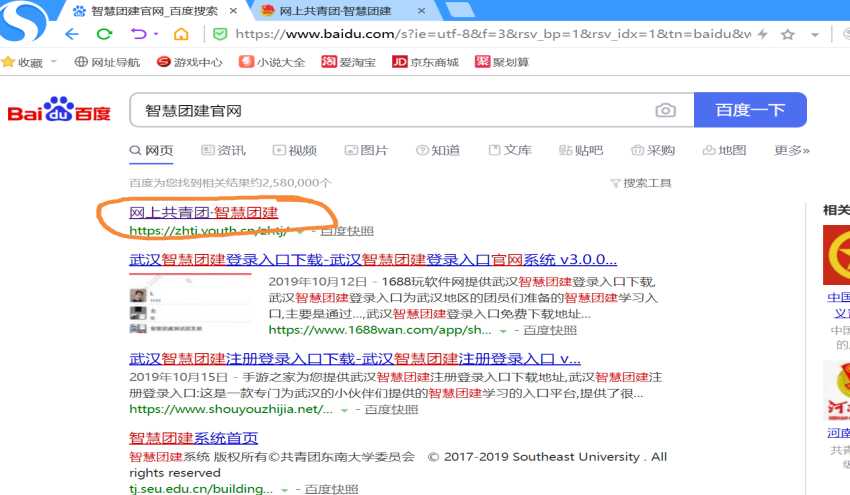 智慧团建官网_百度搜索 × 网上共青团·智慧团建 ×
https://www.baidu.com/s?ie=utf-8&f=3&rsv_bp=1&rsv_idx=1&tn=baidu&w
收藏 网址导航 游戏中心 小说大全 淘 爱淘宝 JD 京东商城 聚 聚划算
Bai du 百度 智慧团建官网 百度一下
网页 资讯 视频 图片 知道 文库 贴吧 采购 地图 更多»
百度为您找到相关结果约2,580,000个 搜索工具
网上共青团·智慧团建
https://zhtj.youth.cn/zhtj/ - 百度快照
武汉智慧团建登录入口下载-武汉智慧团建登录入口官网系统 v3.0.0...
2019年10月12日 - 1688玩软件网提供武汉智慧团建登录入口下载,
武汉智慧团建登录入口为武汉地区的团员们准备的智慧团建学习入
口,主要是通过...,武汉智慧团建登录入口免费下载地址...
https://www.1688wan.com/app/sh... - 百度快照
武汉智慧团建注册登录入口下载-武汉智慧团建注册登录入口 v...
2019年10月15日 - 手游之家为您提供武汉智慧团建注册登录入口下载地址,武汉智慧团建注
册登录入口:这是一款专门为武汉的小伙伴们提供的智慧团建学习的入口平台,提供了很...
https://www.shouyouzhijia.net/... - 百度快照
智慧团建系统首页
智慧团建系统 版权所有©共青团东南大学委员会 © 2017-2019 Southeast University . All
rights reserved
tj.seu.edu.cn/building... - 百度快照
相关
中国
义
中国
的
河南
共青